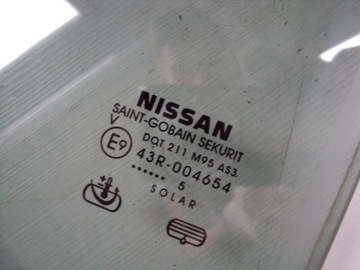 NISSAN
SAINT-GOBAIN SEKURIT
V
E9
DOT 211 M95 AS3
43R-004654
...... 5
SOLAR